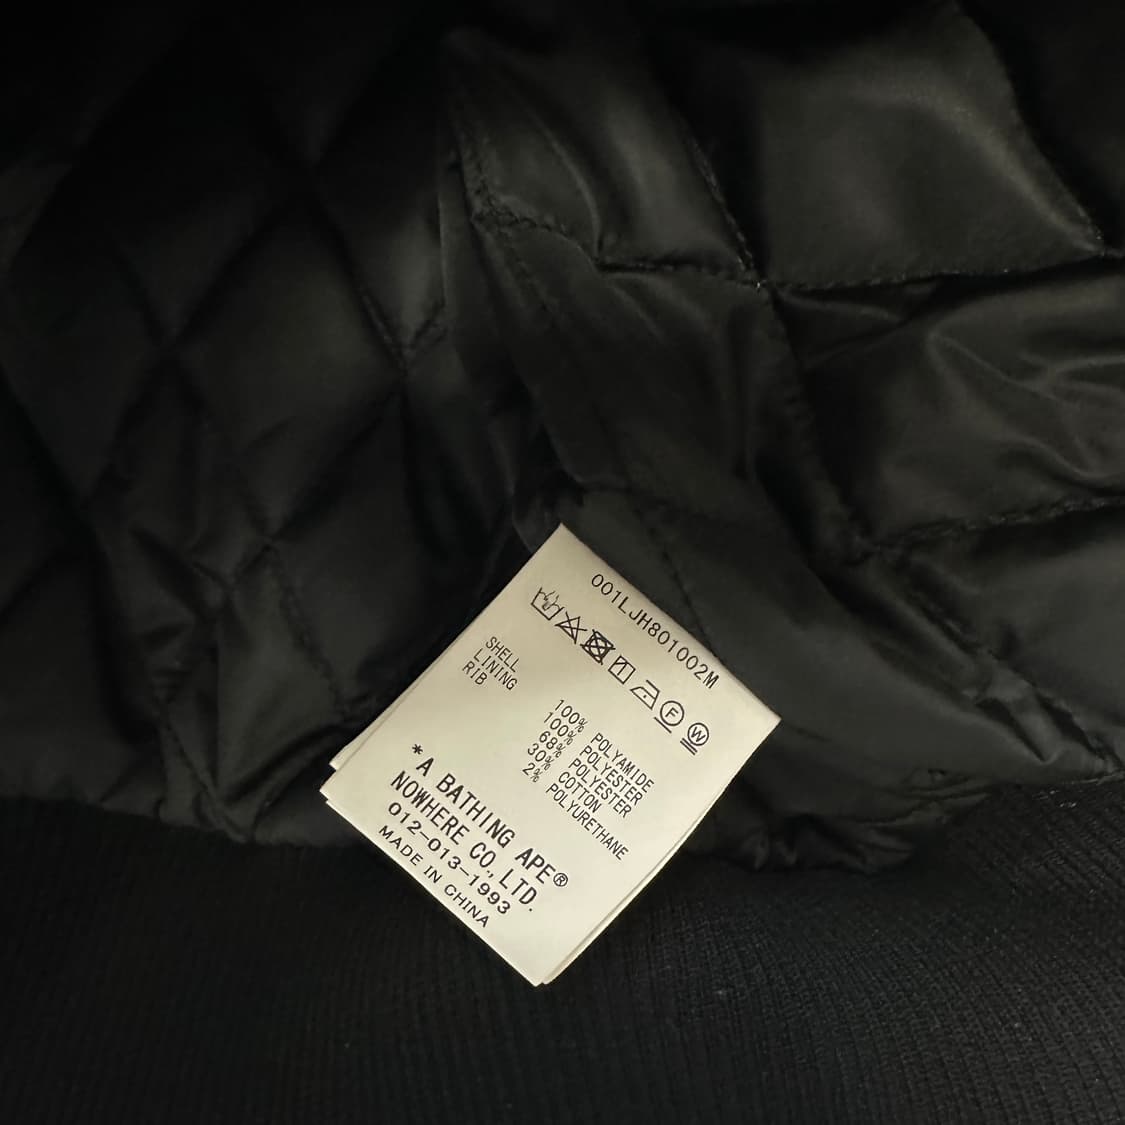 001LJH801002M
SHELL 100% POLYAMIDE
LINING 100% POLYESTER
RIB 68% POLYESTER
30% COTTON
2% POLYURETHANE
*A BATHING APE®
NOWHERE CO., LTD.
012-013-1993
MADE IN CHINA